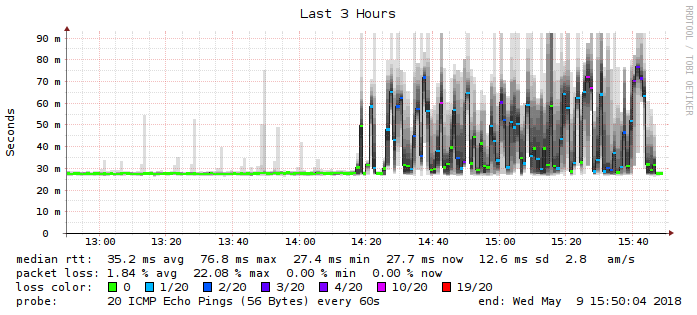 Last 3 Hours
RRDTOOL / TOBI OETIKER
Seconds
90 m
80 m
70 m
60 m
50 m
40 m
30 m
20 m
10 m
0
13:00 13:20 13:40 14:00 14:20 14:40 15:00 15:20 15:40
median rtt: 35.2 ms avg 76.8 ms max 27.4 ms min 27.7 ms now 12.6 ms sd 2.8 am/s
packet loss: 1.84 % avg 22.08 % max 0.00 % min 0.00 % now
loss color: 0 1/20 2/20 3/20 4/20 10/20 19/20
probe: 20 ICMP Echo Pings (56 Bytes) every 60s end: Wed May 9 15:50:04 2018